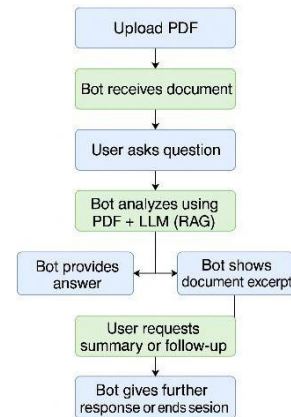 Upload PDF
Bot receives document
User asks question
Bot analyzes using
PDF + LLM (RAG)
Bot provides
answer
Bot shows
document excerpt
User requests
summary or follow-up
Bot gives further
response or ends sesion